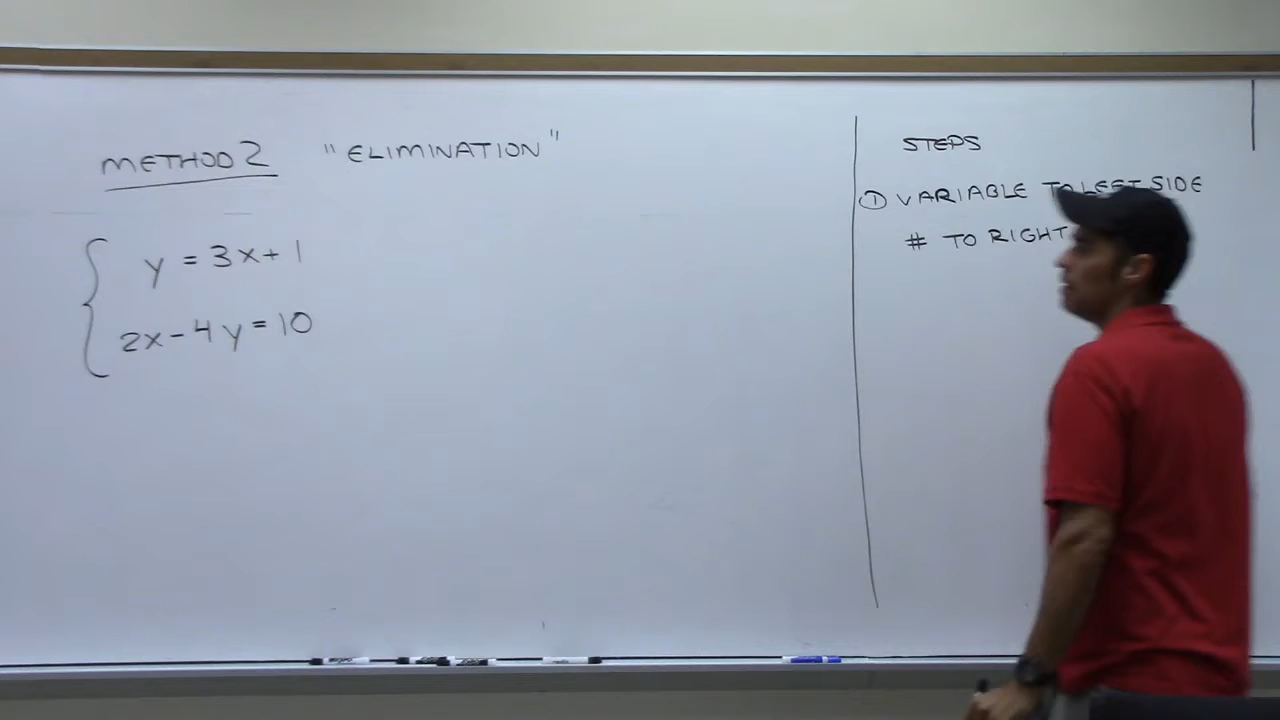 METHOD 2 "ELIMINATION"
y = 3x + 1
2x - 4y = 10
STEPS
① VARIABLE TO LEFT SIDE
# TO RIGHT